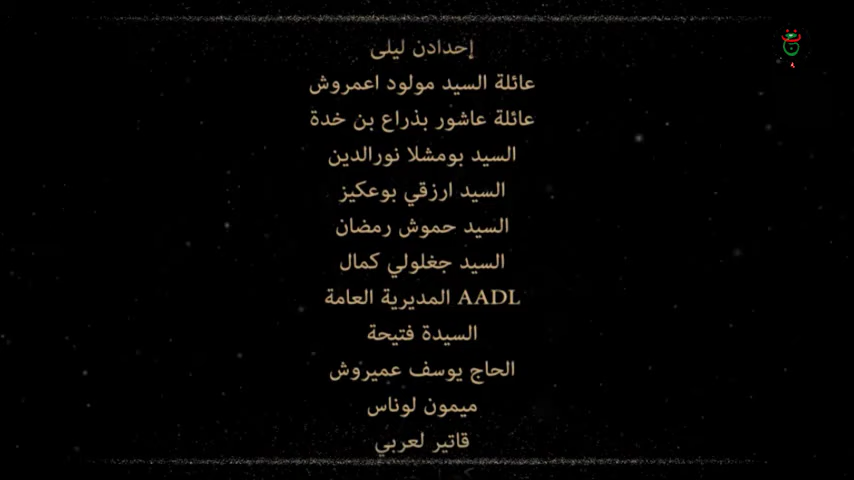 إحدادن ليلى
عائلة السيد مولود اعمروش
عائلة عاشور بذراع بن خدة
السيد بومشلا نورالدين
السيد ارزقي بوعكيز
السيد حموش رمضان
السيد جغلولي كمال
AADL المديرية العامة
السيدة فتيحة
الحاج يوسف عميروش
ميمون لوناس
قاتير لعربي